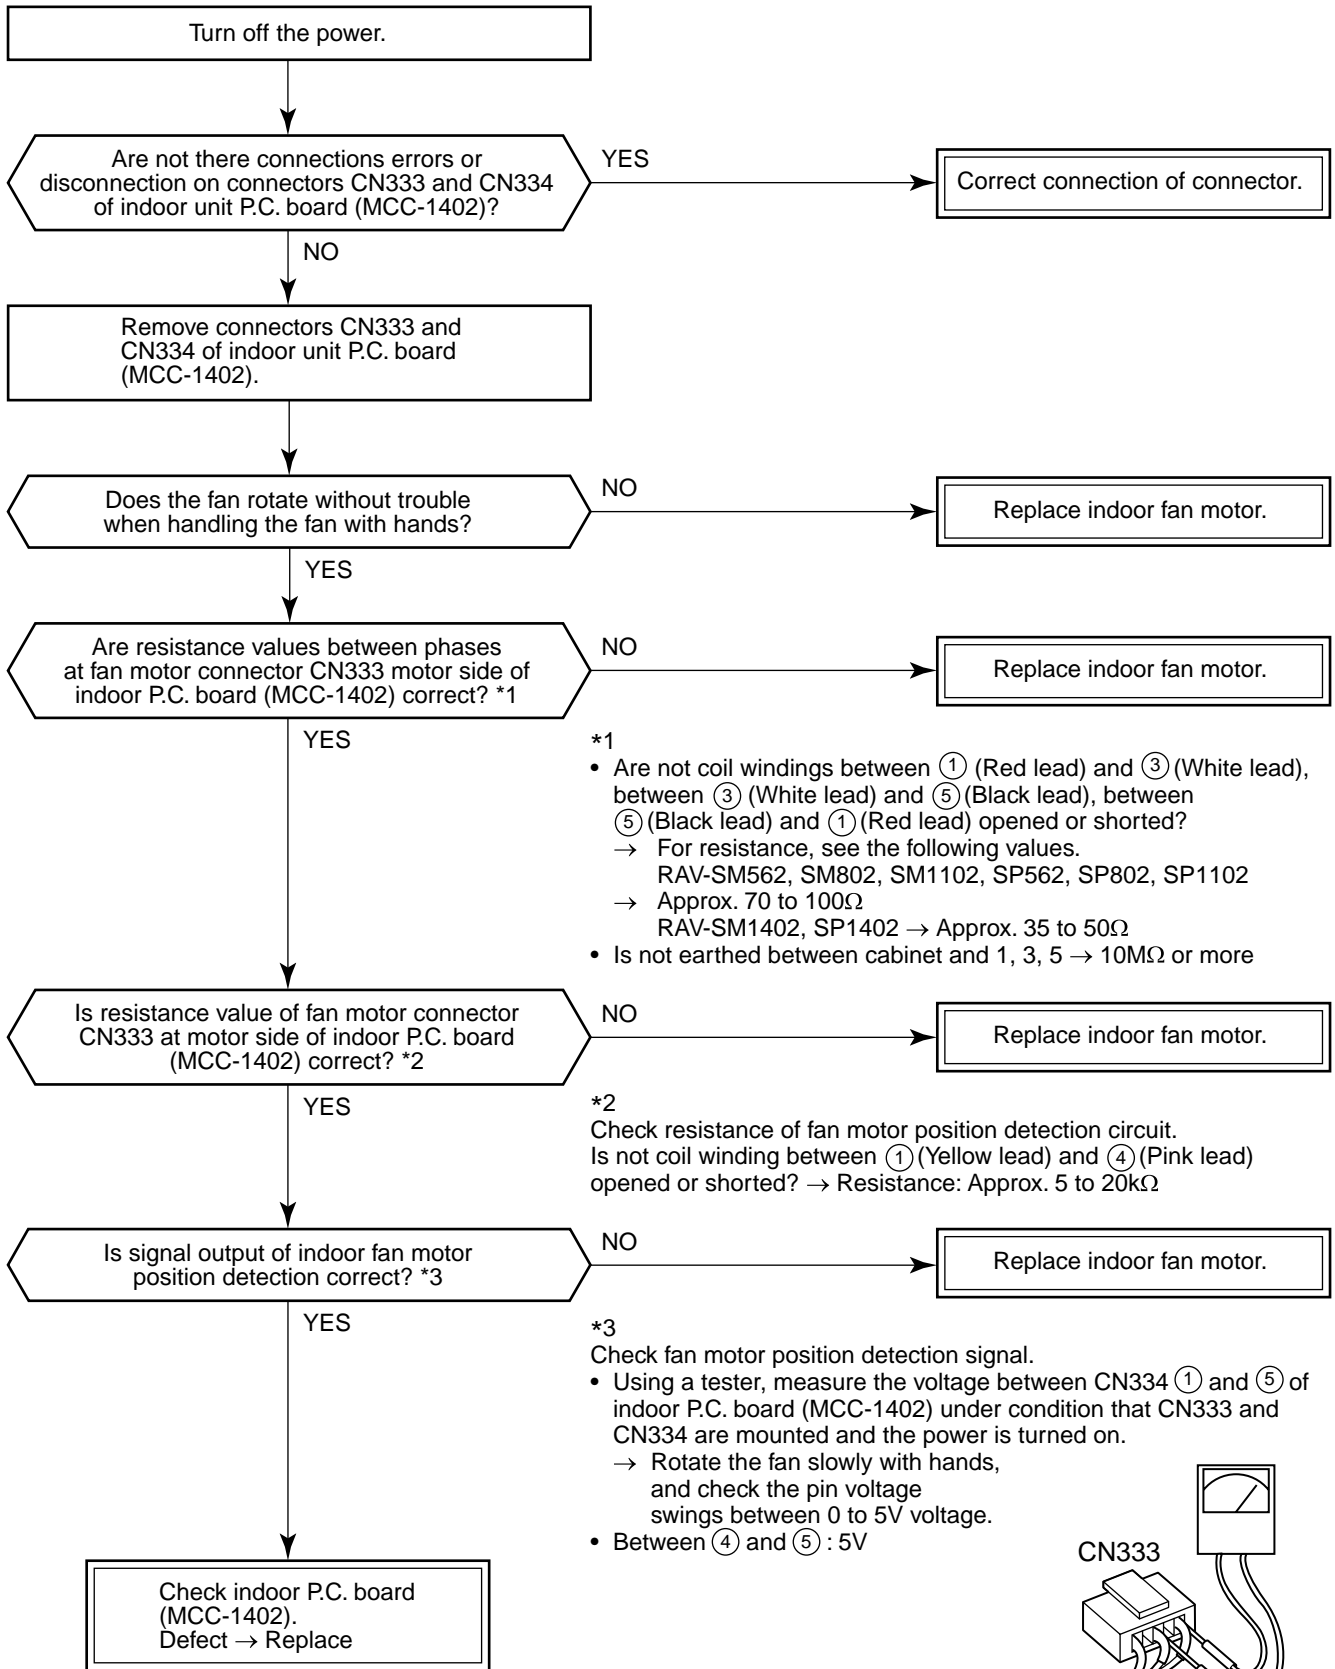 Turn off the power.
Are not there connections errors or
disconnection on connectors CN333 and CN334
of indoor unit P.C. board (MCC-1402)?
YES
Correct connection of connector.
NO
Remove connectors CN333 and
CN334 of indoor unit P.C. board
(MCC-1402).
Does the fan rotate without trouble
when handling the fan with hands?
NO
Replace indoor fan motor.
YES
Are resistance values between phases
at fan motor connector CN333 motor side of
indoor P.C. board (MCC-1402) correct? *1
NO
Replace indoor fan motor.
YES
*1
• Are not coil windings between ① (Red lead) and ③ (White lead),
between ③ (White lead) and ⑤ (Black lead), between
⑤ (Black lead) and ① (Red lead) opened or shorted?
→ For resistance, see the following values.
RAV-SM562, SM802, SM1102, SP562, SP802, SP1102
→ Approx. 70 to 100Ω
RAV-SM1402, SP1402 → Approx. 35 to 50Ω
• Is not earthed between cabinet and 1, 3, 5 → 10MΩ or more
Is resistance value of fan motor connector
CN333 at motor side of indoor P.C. board
(MCC-1402) correct? *2
NO
Replace indoor fan motor.
YES
*2
Check resistance of fan motor position detection circuit.
Is not coil winding between ① (Yellow lead) and ④ (Pink lead)
opened or shorted? → Resistance: Approx. 5 to 20kΩ
Is signal output of indoor fan motor
position detection correct? *3
NO
Replace indoor fan motor.
YES
*3
Check fan motor position detection signal.
• Using a tester, measure the voltage between CN334 ① and ⑤ of
indoor P.C. board (MCC-1402) under condition that CN333 and
CN334 are mounted and the power is turned on.
→ Rotate the fan slowly with hands,
and check the pin voltage
swings between 0 to 5V voltage.
• Between ④ and ⑤ : 5V
CN333
Check indoor P.C. board
(MCC-1402).
Defect → Replace